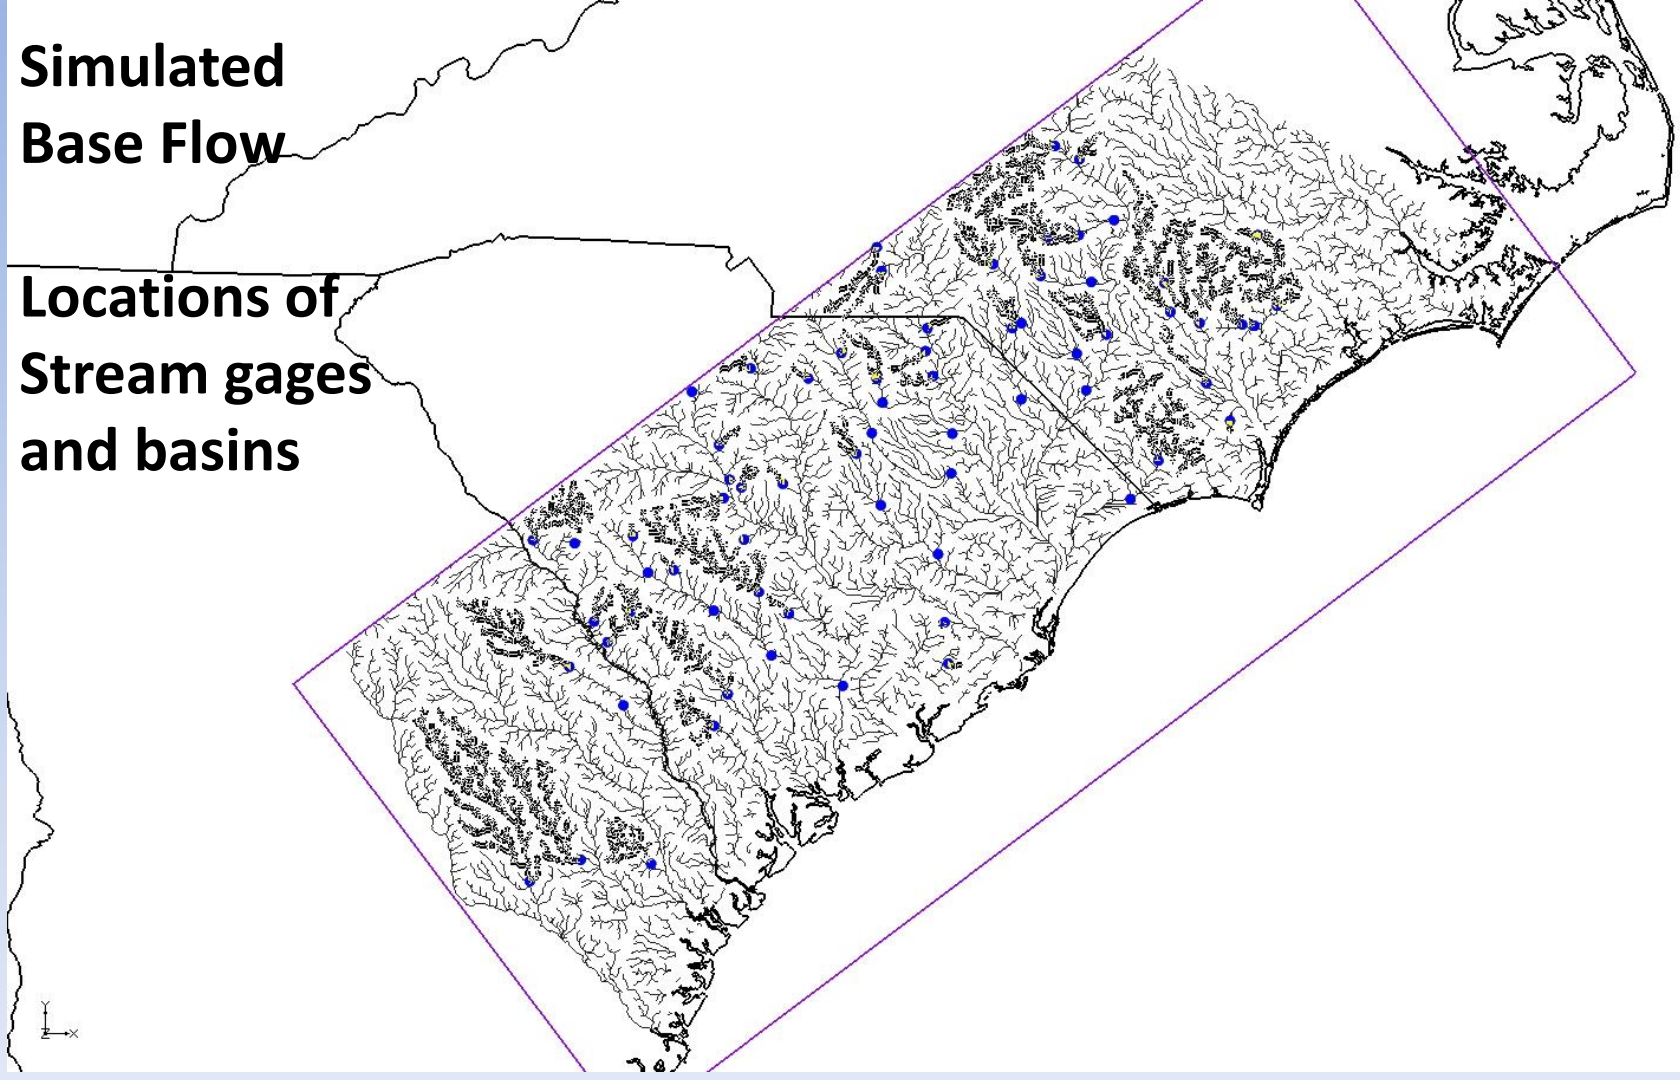 Simulated
Base Flow
Locations of
Stream gages
and basins
Y
Z X